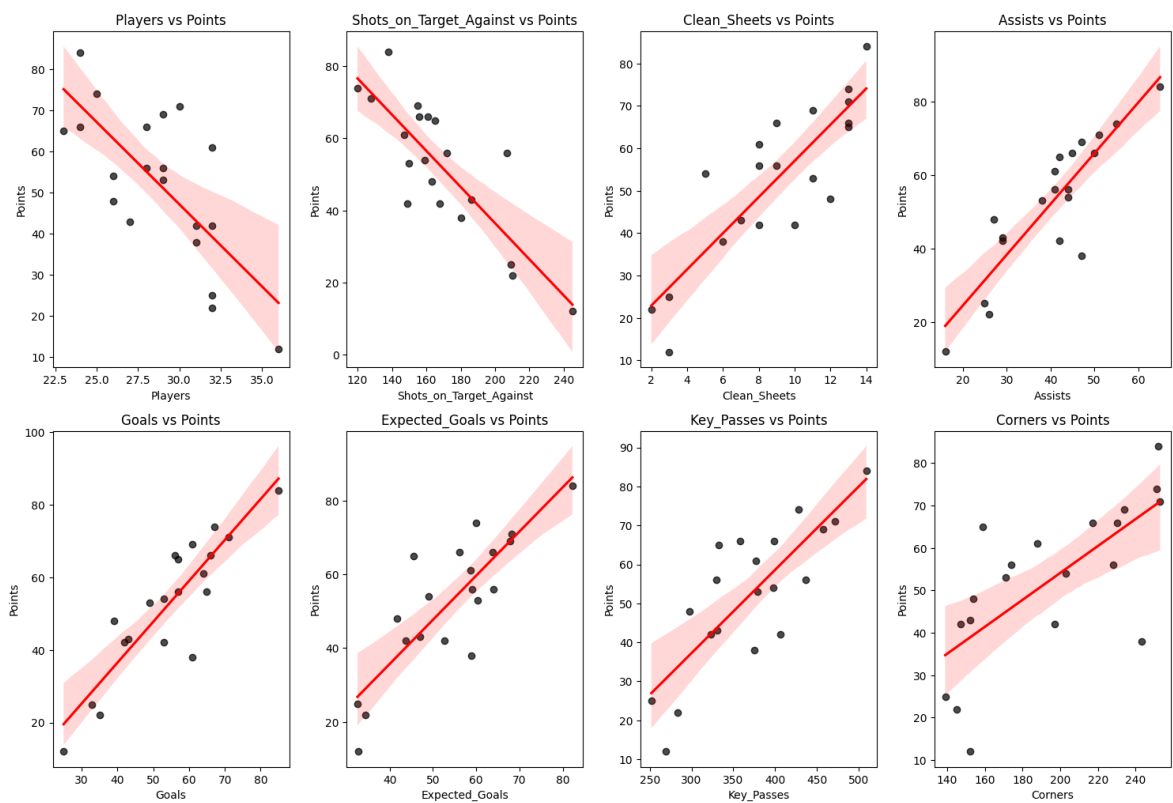 Players vs Points
Points
80
70
60
50
40
30
20
10
22.5 25.0 27.5 30.0 32.5 35.0
Players
Shots_on_Target_Against vs Points
Points
80
60
40
20
0
120 140 160 180 200 220 240
Shots_on_Target_Against
Clean_Sheets vs Points
Points
80
70
60
50
40
30
20
10
2 4 6 8 10 12 14
Clean_Sheets
Assists vs Points
Points
80
60
40
20
20 30 40 50 60
Assists
Goals vs Points
Points
100
80
60
40
20
30 40 50 60 70 80
Goals
Expected_Goals vs Points
Points
80
60
40
20
40 50 60 70 80
Expected_Goals
Key_Passes vs Points
Points
90
80
70
60
50
40
30
20
10
250 300 350 400 450 500
Key_Passes
Corners vs Points
Points
80
70
60
50
40
30
20
10
140 160 180 200 220 240
Corners